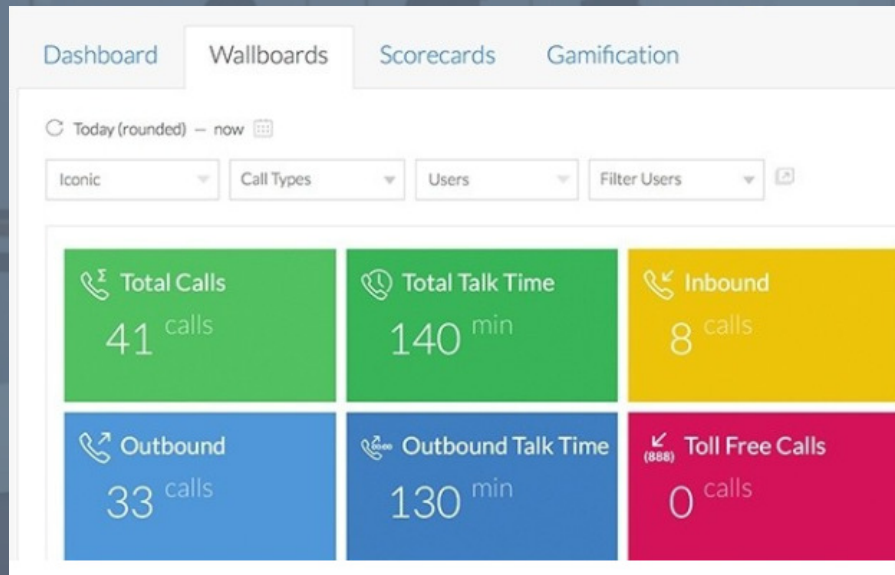 Dashboard Wallboards Scorecards Gamification
Today (rounded) — now
Iconic Call Types Users Filter Users
Σ Total Calls Total Talk Time Inbound
41 calls 140 min 8 calls
Outbound Outbound Talk Time (888) Toll Free Calls
33 calls 130 min 0 calls